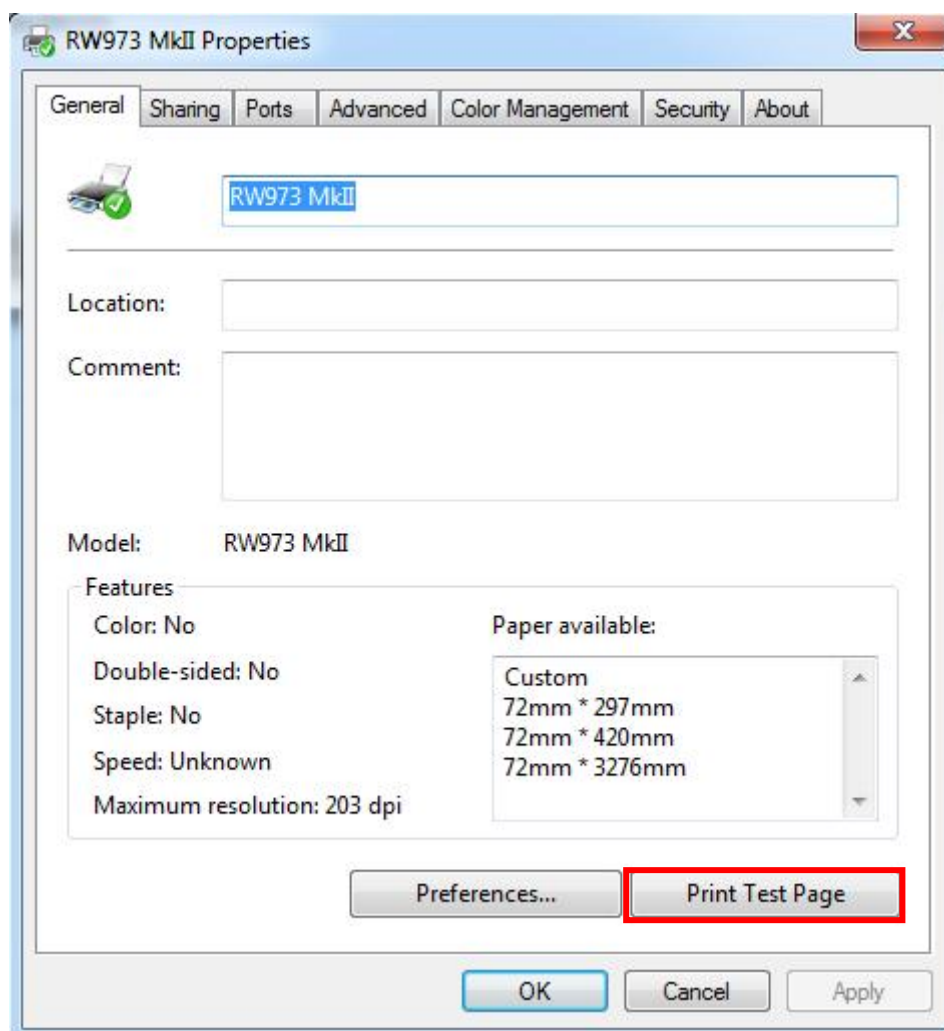 RW973 MkII Properties
General Sharing Ports Advanced Color Management Security About
RW973 MkII
Location:
Comment:
Model: RW973 MkII
Features
Color: No
Double-sided: No
Staple: No
Speed: Unknown
Maximum resolution: 203 dpi
Paper available:
Custom
72mm * 297mm
72mm * 420mm
72mm * 3276mm
Preferences... Print Test Page
OK Cancel Apply